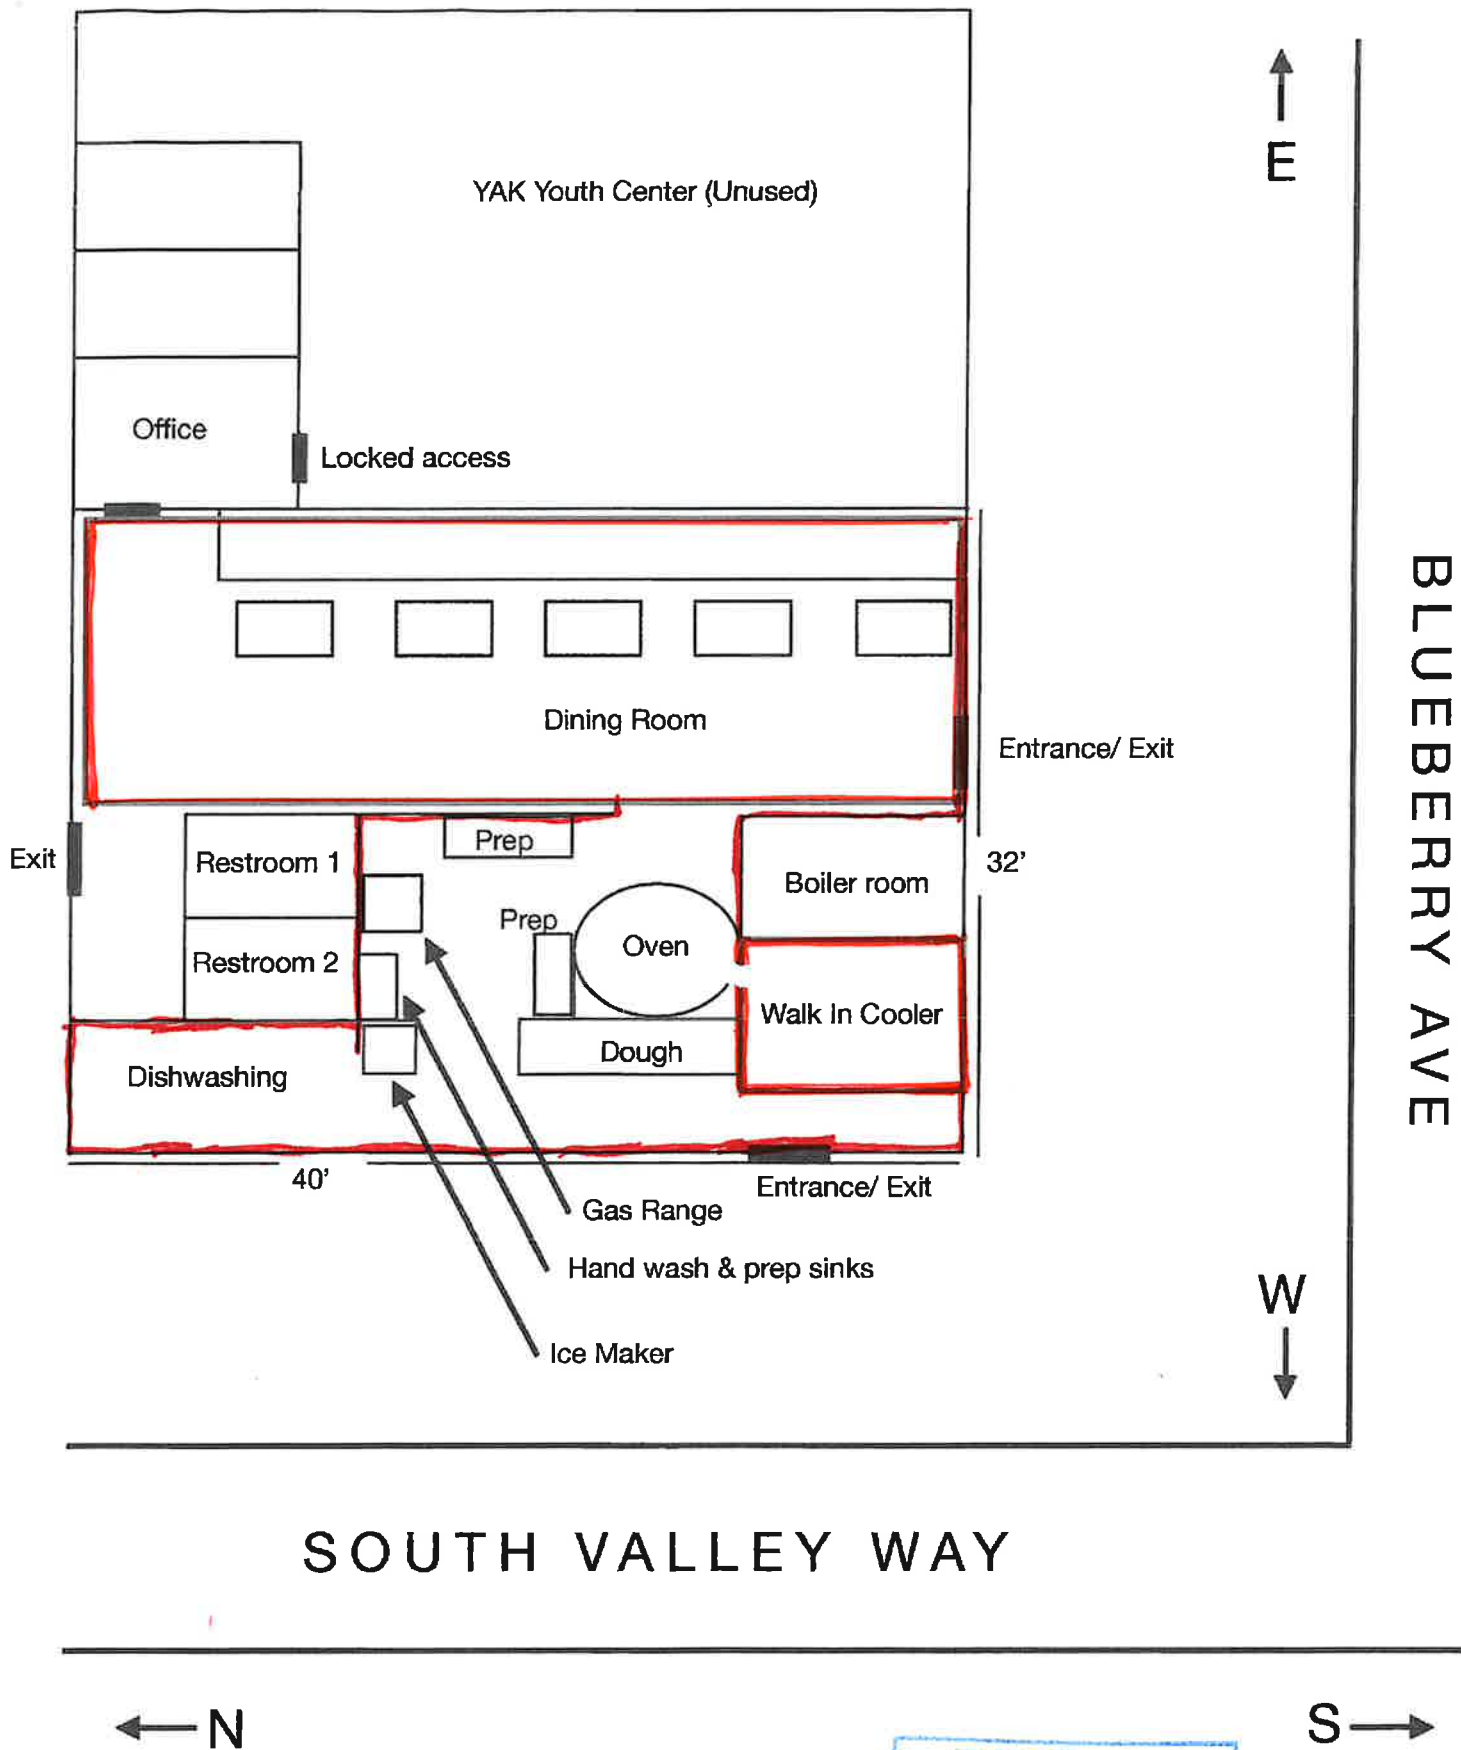 E
YAK Youth Center (Unused)
Office
Locked access
Dining Room
Entrance/ Exit
BLUEBERRY AVE
Prep
Exit
Restroom 1
32'
Boiler room
Prep
Oven
Restroom 2
Walk In Cooler
Dough
Dishwashing
40'
Entrance/ Exit
Gas Range
Hand wash & prep sinks
W
Ice Maker
SOUTH VALLEY WAY
N
S